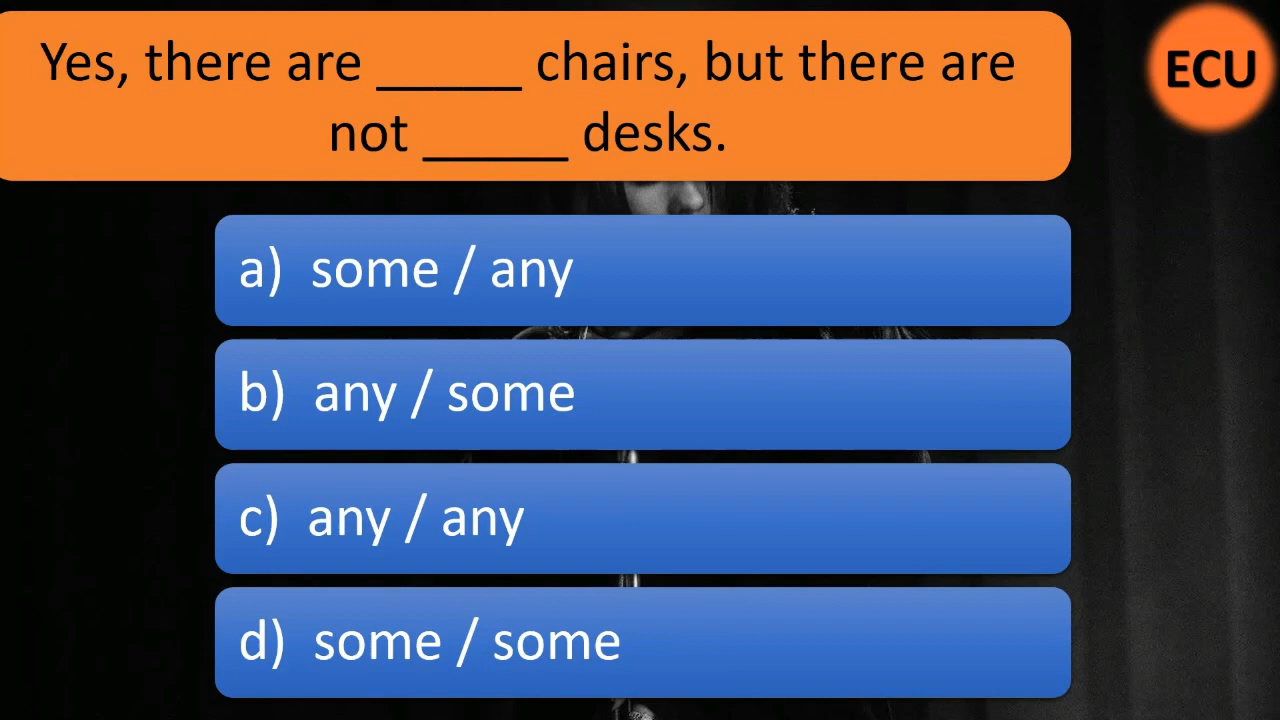 Yes, there are ______ chairs, but there are
not ______ desks.
ECU
a) some / any
b) any / some
c) any / any
d) some / some